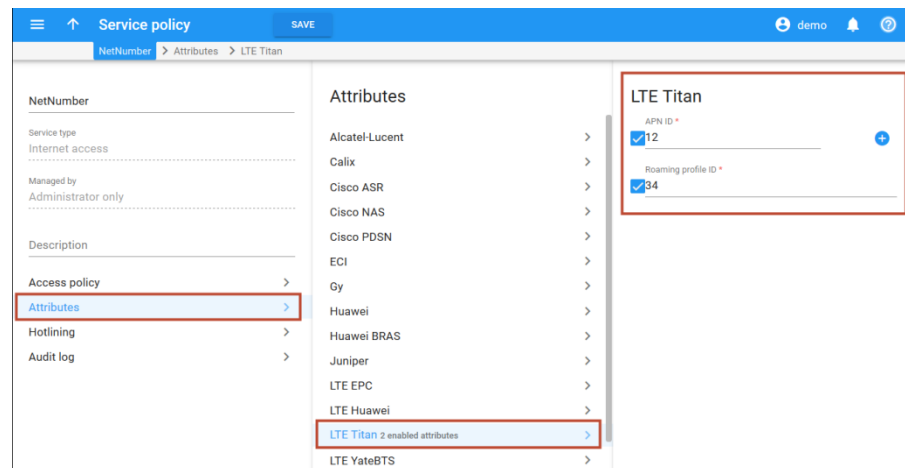 Service policy
SAVE
demo
NetNumber > Attributes > LTE Titan
NetNumber
Service type
Internet access
Managed by
Administrator only
Description
Access policy
Attributes
Hotlining
Audit log
Attributes
Alcatel-Lucent
Calix
Cisco ASR
Cisco NAS
Cisco PDSN
ECI
Gy
Huawei
Huawei BRAS
Juniper
LTE EPC
LTE Huawei
LTE Titan 2 enabled attributes
LTE YateBTS
LTE Titan
APN ID *
12
Roaming profile ID *
34